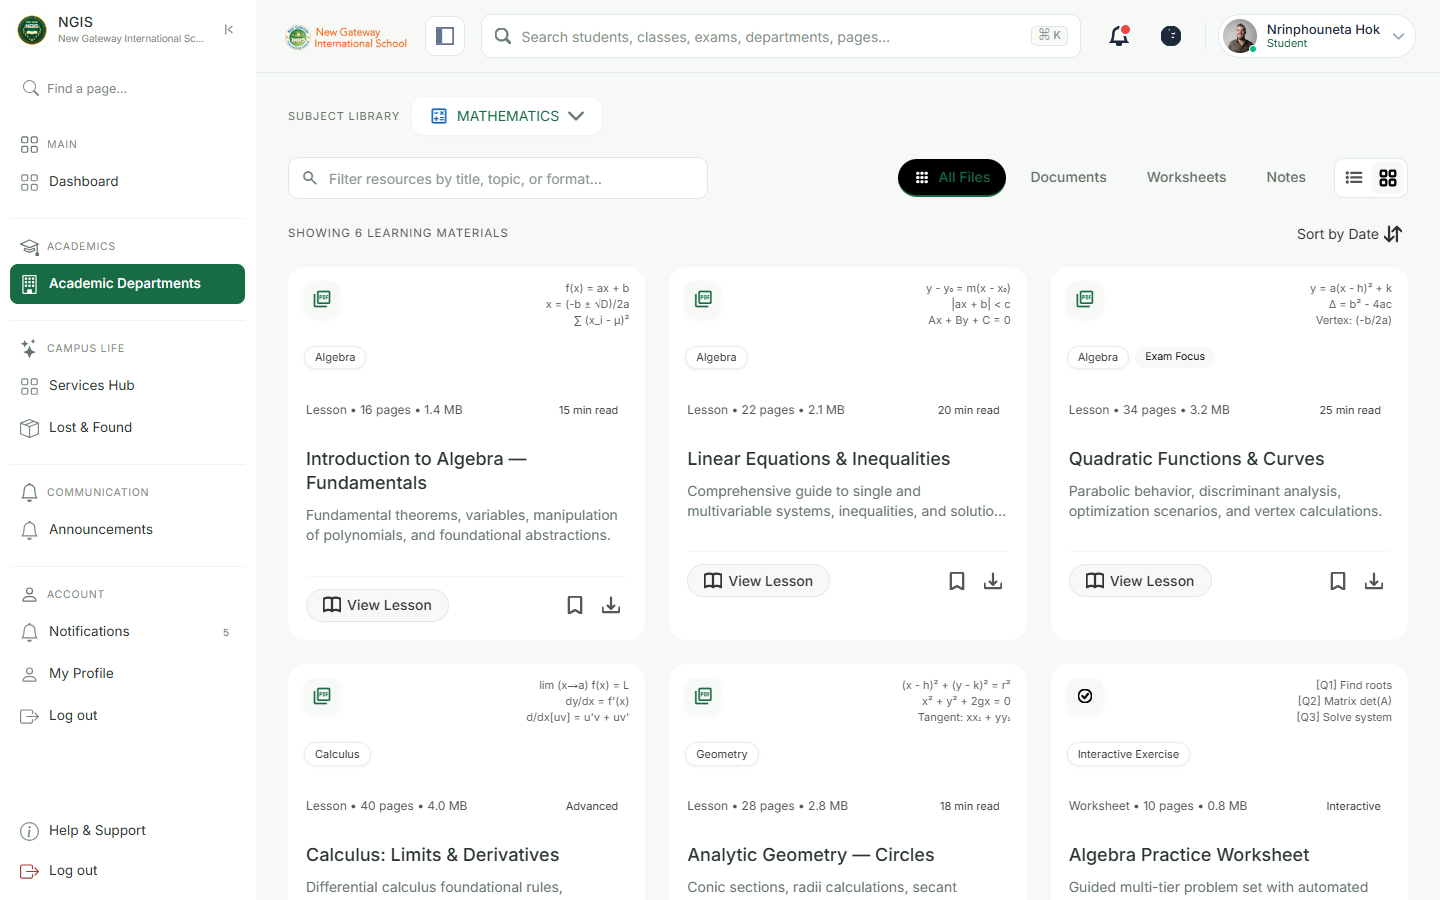 NGIS
New Gateway International Sc...
Find a page...
MAIN
Dashboard
ACADEMICS
Academic Departments
CAMPUS LIFE
Services Hub
Lost & Found
COMMUNICATION
Announcements
ACCOUNT
Notifications 5
My Profile
Log out
Help & Support
Log out
New Gateway
International School
Search students, classes, exams, departments, pages...
⌘ K
Nrinphouneta Hok
Student
SUBJECT LIBRARY
MATHEMATICS
Filter resources by title, topic, or format...
All Files
Documents
Worksheets
Notes
SHOWING 6 LEARNING MATERIALS
Sort by Date
PDF
f(x) = ax + b
x = (-b ± √D)/2a
∑ (x_i - μ)²
Algebra
Lesson • 16 pages • 1.4 MB
15 min read
Introduction to Algebra —
Fundamentals
Fundamental theorems, variables, manipulation
of polynomials, and foundational abstractions.
View Lesson
PDF
y - y₀ = m(x - x₀)
|ax + b| < c
Ax + By + C = 0
Algebra
Lesson • 22 pages • 2.1 MB
20 min read
Linear Equations & Inequalities
Comprehensive guide to single and
multivariable systems, inequalities, and solutio...
View Lesson
PDF
y = a(x - h)² + k
Δ = b² - 4ac
Vertex: (-b/2a)
Algebra
Exam Focus
Lesson • 34 pages • 3.2 MB
25 min read
Quadratic Functions & Curves
Parabolic behavior, discriminant analysis,
optimization scenarios, and vertex calculations.
View Lesson
PDF
lim (x→a) f(x) = L
dy/dx = f'(x)
d/dx[uv] = u'v + uv'
Calculus
Lesson • 40 pages • 4.0 MB
Advanced
Calculus: Limits & Derivatives
Differential calculus foundational rules,
PDF
(x - h)² + (y - k)² = r²
x² + y² + 2gx = 0
Tangent: xx₁ + yy₁
Geometry
Lesson • 28 pages • 2.8 MB
18 min read
Analytic Geometry — Circles
Conic sections, radii calculations, secant
[Q1] Find roots
[Q2] Matrix det(A)
[Q3] Solve system
Interactive Exercise
Worksheet • 10 pages • 0.8 MB
Interactive
Algebra Practice Worksheet
Guided multi-tier problem set with automated